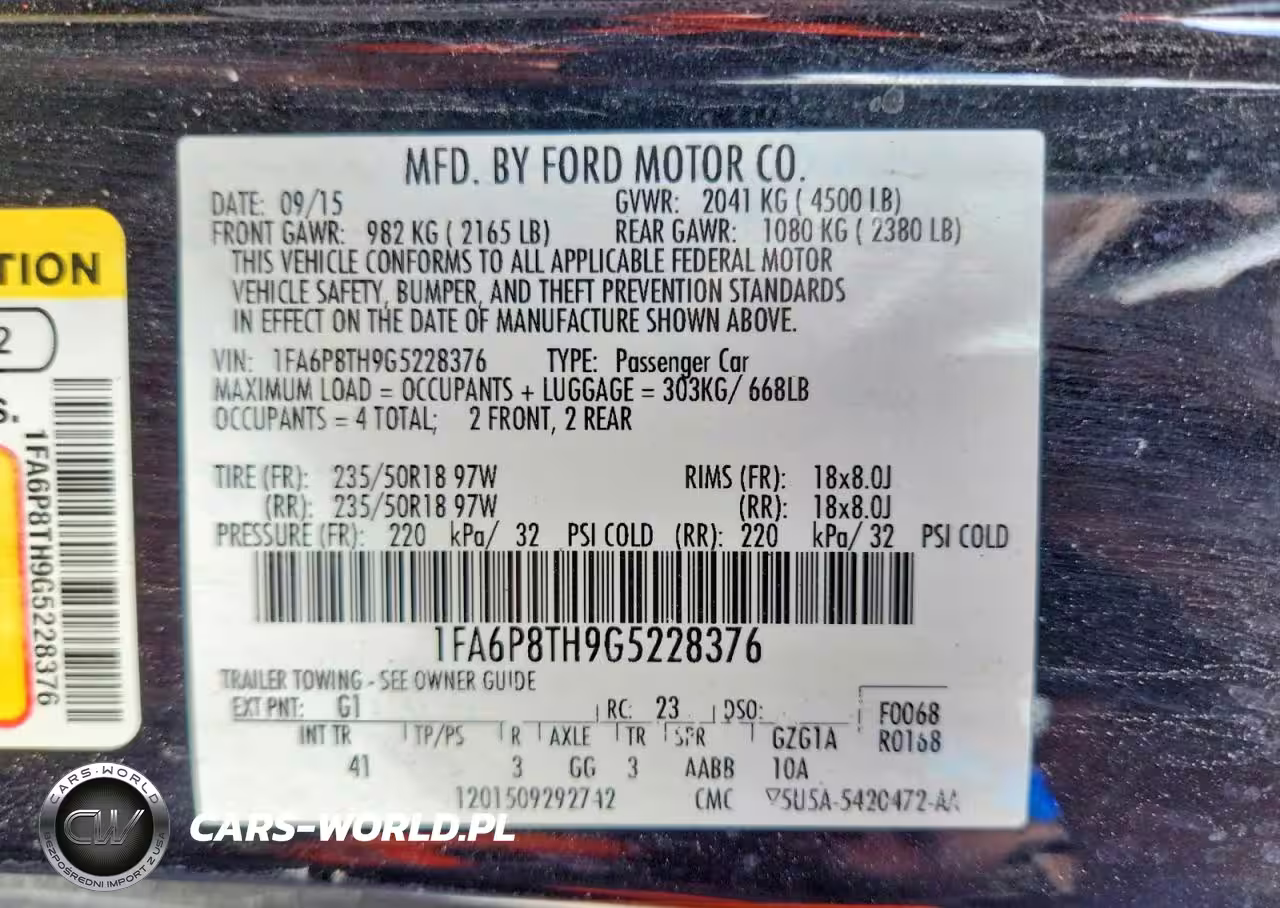 MFD. BY FORD MOTOR CO.
DATE: 09/15 GVWR: 2041 KG ( 4500 LB)
FRONT GAWR: 982 KG ( 2165 LB) REAR GAWR: 1080 KG ( 2380 LB)
THIS VEHICLE CONFORMS TO ALL APPLICABLE FEDERAL MOTOR
VEHICLE SAFETY, BUMPER, AND THEFT PREVENTION STANDARDS
IN EFFECT ON THE DATE OF MANUFACTURE SHOWN ABOVE.
VIN: 1FA6P8TH9G5228376 TYPE: Passenger Car
MAXIMUM LOAD = OCCUPANTS + LUGGAGE = 303KG/ 668LB
OCCUPANTS = 4 TOTAL; 2 FRONT, 2 REAR
TIRE (FR): 235/50R18 97W RIMS (FR): 18x8.0J
(RR): 235/50R18 97W (RR): 18x8.0J
PRESSURE (FR): 220 kPa/ 32 PSI COLD (RR): 220 kPa/ 32 PSI COLD
1FA6P8TH9G5228376
TRAILER TOWING - SEE OWNER GUIDE
EXT PNT: G1 RC: 23 DSO: F0068
INT TR TP/PS R AXLE TR SPR GZG1A R0168
41 3 GG 3 AABB 10A
1201509292742 CMC
TION
2
S.
1FA6P8TH9G5228376
CARS-WORLD
CW
BEZPOŚREDNI IMPORT Z USA
CARS-WORLD.PL